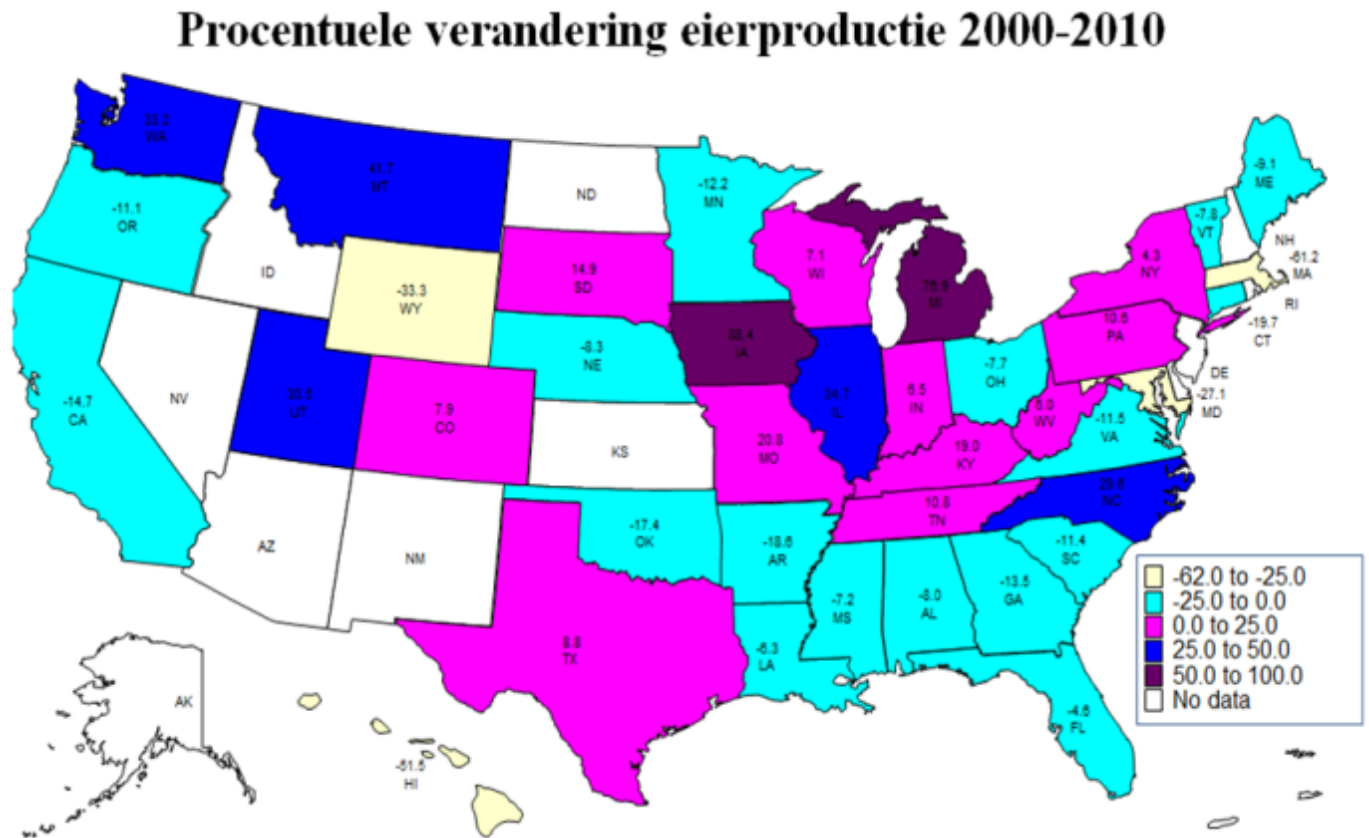 Procentuele verandering eierproductie 2000-2010
33.2
WA
41.7
MT
ND
-12.2
MN
-9.1
ME
-11.1
OR
ID
-33.3
WY
14.9
SD
7.1
WI
76.9
MI
4.3
NY
-7.8
VT
NH
-61.2
MA
RI
-19.7
CT
-14.7
CA
NV
30.5
UT
7.9
CO
-8.3
NE
IA
34.7
IL
6.5
IN
-7.7
OH
10.6
PA
DE
-27.1
MD
KS
20.8
MO
19.0
KY
WV
-11.5
VA
AZ
NM
-17.4
OK
-18.6
AR
10.8
TN
NC
-11.4
SC
8.8
TX
-6.3
LA
-7.2
MS
-8.0
AL
-13.5
GA
-4.6
FL
AK
-51.5
HI
-62.0 to -25.0
-25.0 to 0.0
0.0 to 25.0
25.0 to 50.0
50.0 to 100.0
No data